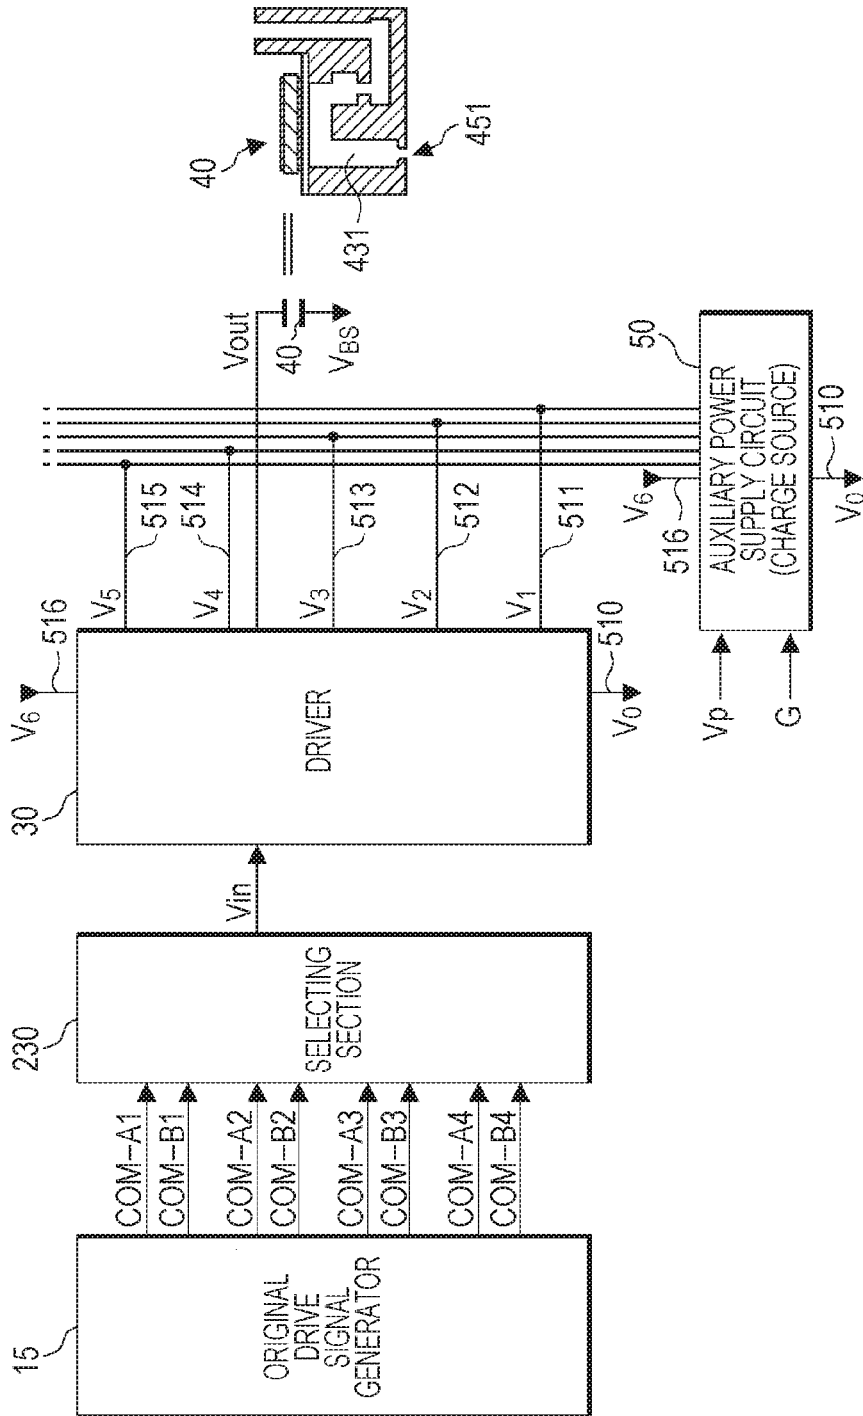 15
ORIGINAL
DRIVE
SIGNAL
GENERATOR
COM-A1
COM-B1
COM-A2
COM-B2
COM-A3
COM-B3
COM-A4
COM-B4
230
SELECTING
SECTION
Vin
30
DRIVER
V6
516
V0
510
V5
515
V4
514
Vout
V3
513
V2
512
V1
511
40
VBS
40
431
451
50
AUXILIARY POWER
SUPPLY CIRCUIT
(CHARGE SOURCE)
V6
516
Vp
G
510
V0